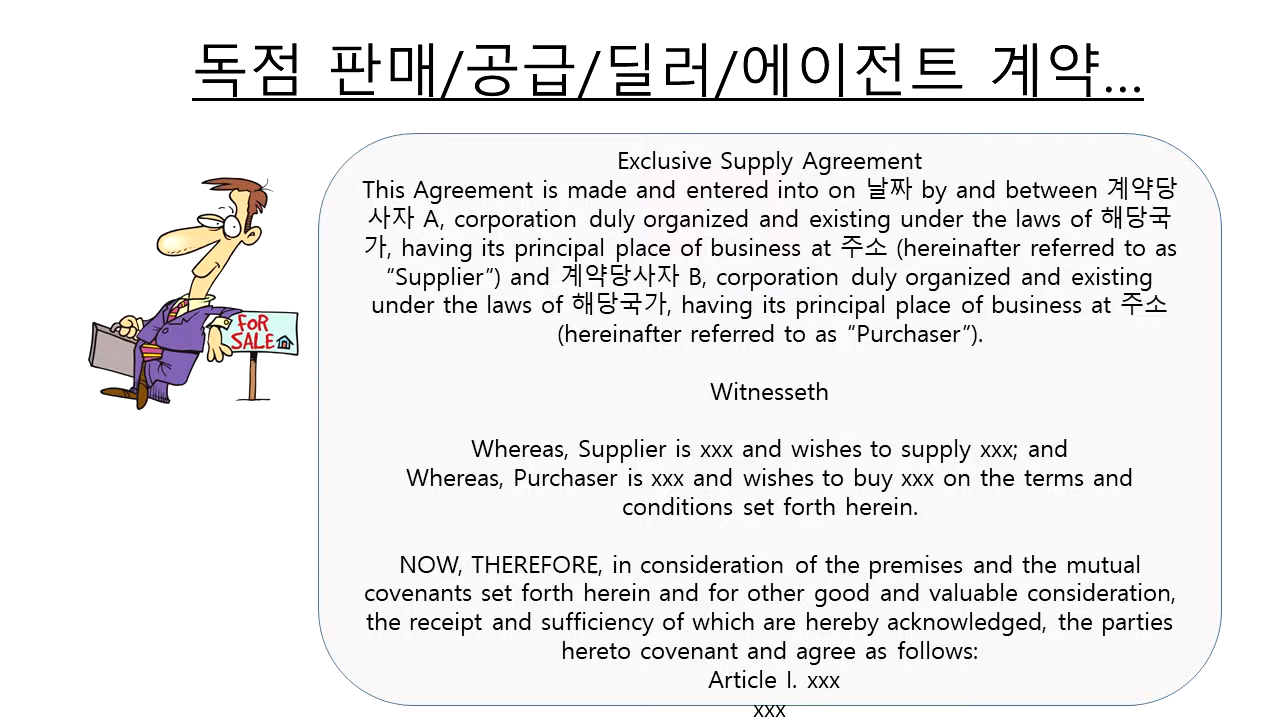 독점 판매/공급/딜러/에이전트 계약...
FOR
SALE
Exclusive Supply Agreement
This Agreement is made and entered into on 날짜 by and between 계약당
사자 A, corporation duly organized and existing under the laws of 해당국
가, having its principal place of business at 주소 (hereinafter referred to as
“Supplier”) and 계약당사자 B, corporation duly organized and existing
under the laws of 해당국가, having its principal place of business at 주소
(hereinafter referred to as “Purchaser”).
Witnesseth
Whereas, Supplier is xxx and wishes to supply xxx; and
Whereas, Purchaser is xxx and wishes to buy xxx on the terms and
conditions set forth herein.
NOW, THEREFORE, in consideration of the premises and the mutual
covenants set forth herein and for other good and valuable consideration,
the receipt and sufficiency of which are hereby acknowledged, the parties
hereto covenant and agree as follows:
Article I. xxx
xxx